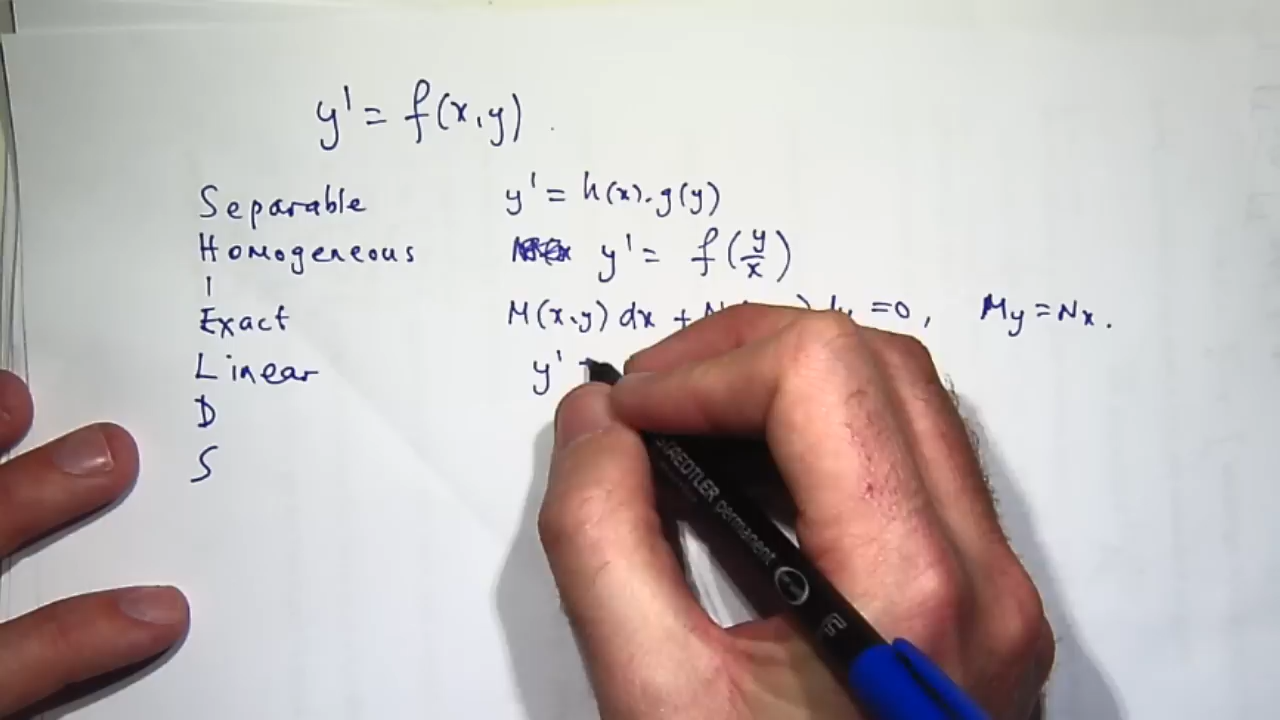 y' = f(x,y).
Separable y' = h(x).g(y)
Homogeneous y' = f(y/x)
I
Exact M(x,y) dx + N =0, My = Nx.
Linear y'
D
S
STAEDTLER permanent F